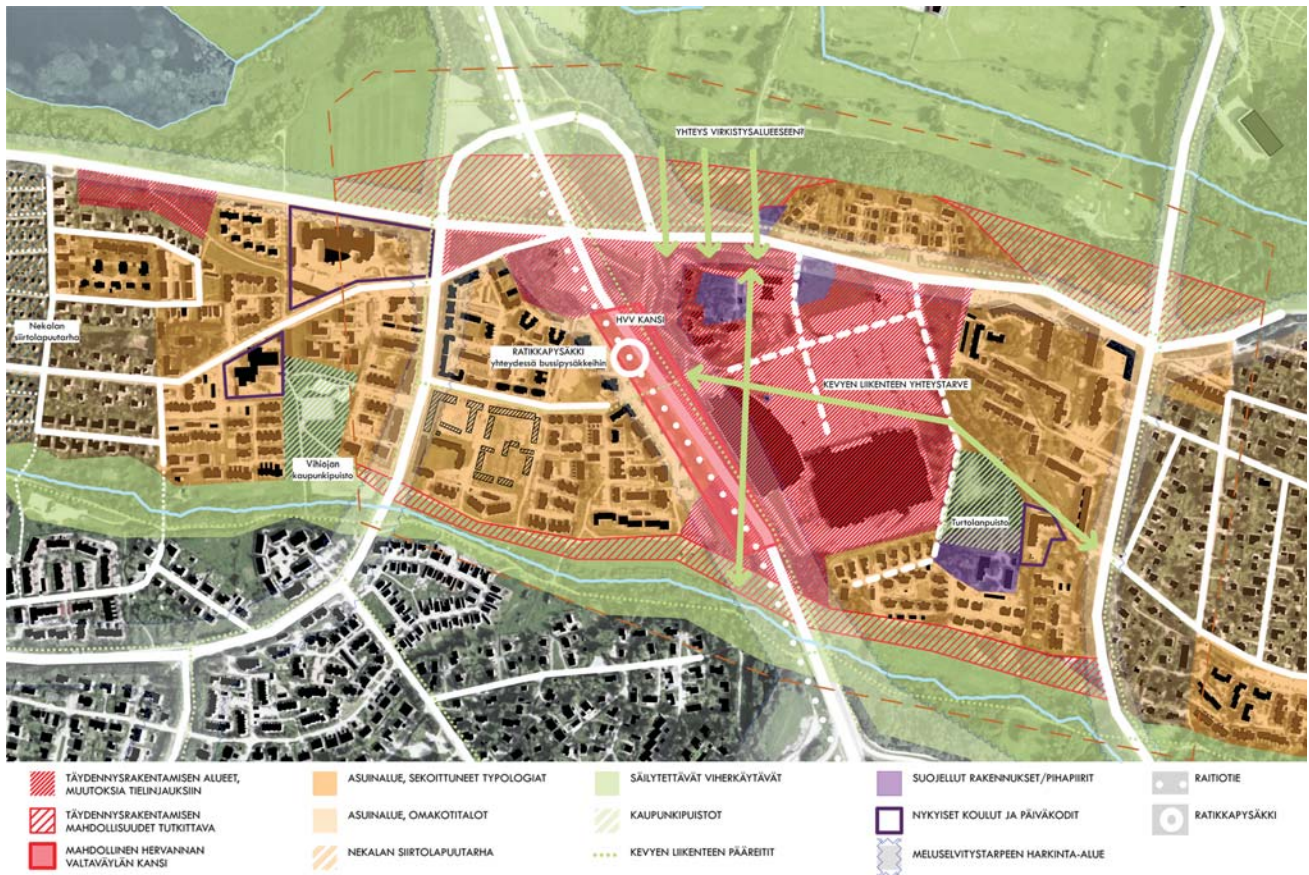 YHTEYS VIRKISTYSALUEESEEN?
HVV KANSI
Nekalan
siirtolapuutarha
RATIKKAPYSÄKKI
yhteydessä bussipysäkkeihin
KEVYEN LIIKENTEEN YHTEYSTARVE
Vihiojan
kaupunkipuisto
Turtolanpuisto
TÄYDENNYSRAKENTAMISEN ALUEET,
MUUTOKSIA TIELINJAUKSIIN
TÄYDENNYSRAKENTAMISEN
MAHDOLLISUUDET TUTKITTAVA
MAHDOLLINEN HERVANNAN
VALTAVÄYLÄN KANSI
ASUINALUE, SEKOITTUNEET TYPOLOGIAT
ASUINALUE, OMAKOTITALOT
NEKALAN SIIRTOLAPUUTARHA
SÄILYTETTÄVÄT VIHERKÄYTÄVÄT
KAUPUNKIPUISTOT
KEVYEN LIIKENTEEN PÄÄREITIT
SUOJELLUT RAKENNUKSET/PIHAPIIRIT
NYKYISET KOULUT JA PÄIVÄKODIT
MELUSELVITYSTARPEEN HARKINTA-ALUE
RAITIOTIE
RATIKKAPYSÄKKI